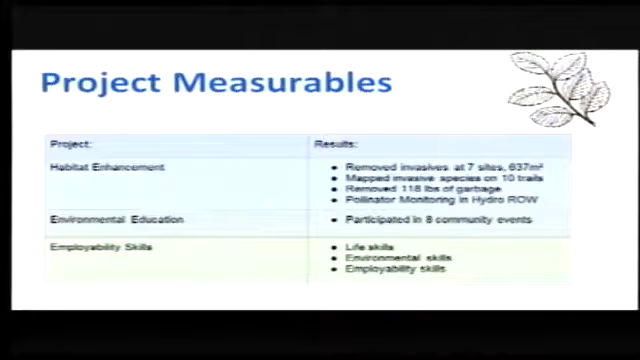 Project Measurables
Project: Results:
Habitat Enhancement • Removed invasives at 7 sites, 637m²
• Mapped invasive species on 10 trails
• Removed 118 lbs of garbage
• Pollinator Monitoring in Hydro ROW
Environmental Education • Participated in 8 community events
Employability Skills • Life skills
• Environmental skills
• Employability skills